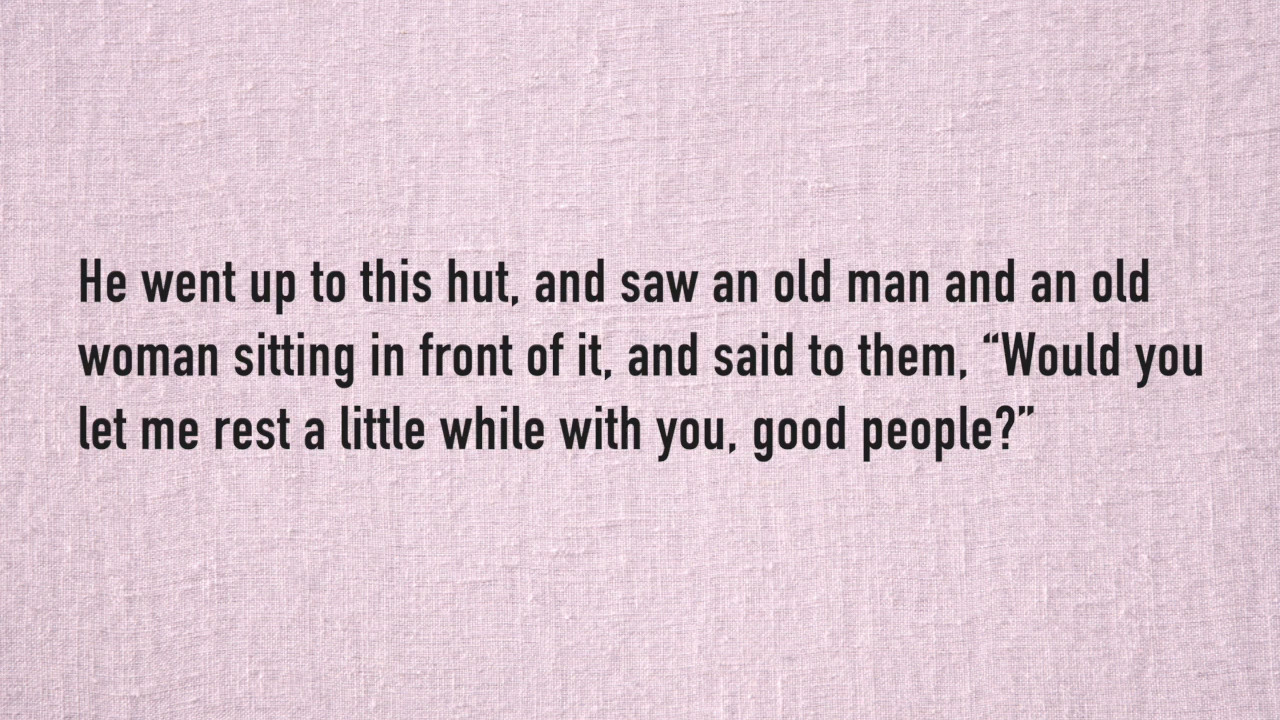 He went up to this hut, and saw an old man and an old
woman sitting in front of it, and said to them, “Would you
let me rest a little while with you, good people?”